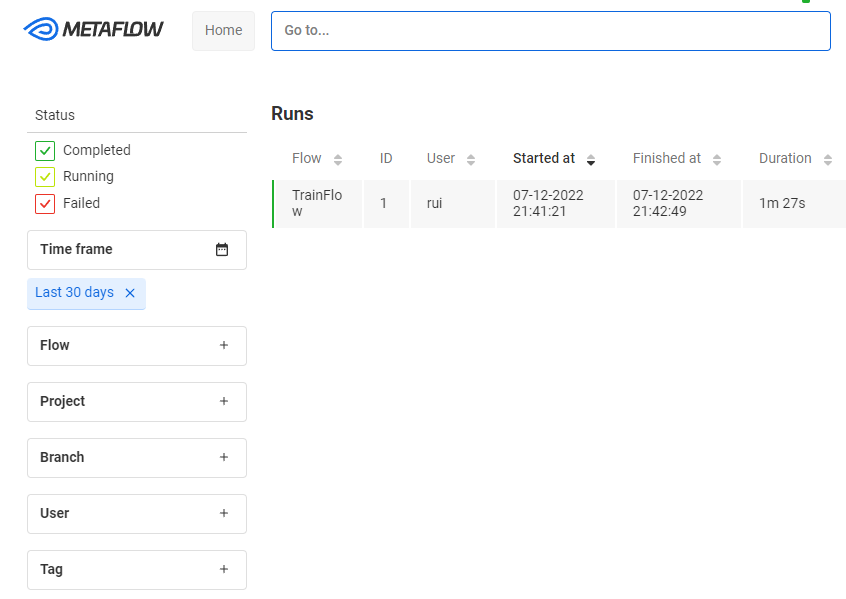 METAFLOW
Home
Go to...
Status
Completed
Running
Failed
Time frame
Last 30 days
Flow
Project
Branch
User
Tag
Runs
Flow ID User Started at Finished at Duration
TrainFlo
w
1
rui
07-12-2022
21:41:21
07-12-2022
21:42:49
1m 27s